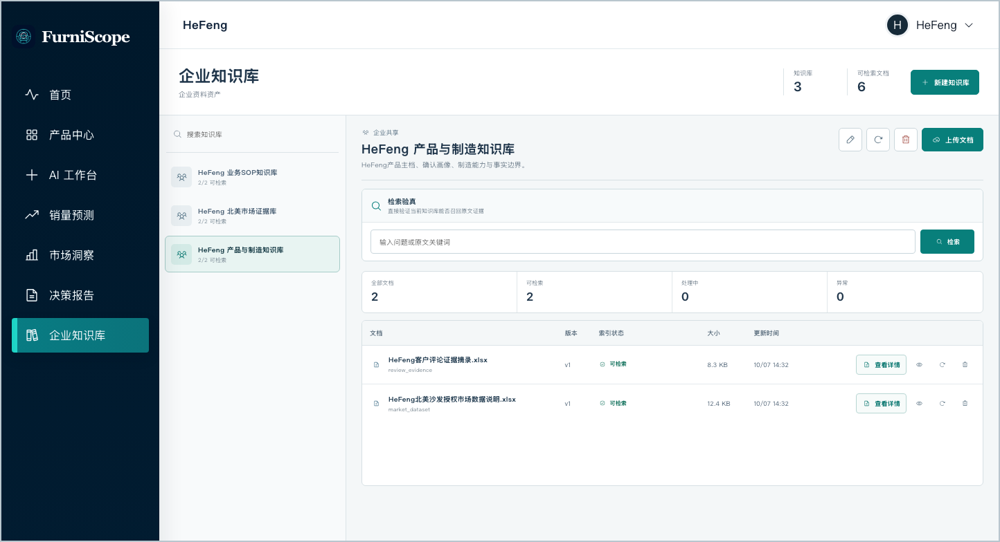 FurniScope
首页
产品中心
AI 工作台
销量预测
市场洞察
决策报告
企业知识库
HeFeng
H HeFeng
企业知识库
企业资料资产
知识库
3
可检索文档
6
新建知识库
搜索知识库
HeFeng 业务SOP知识库
2/2 可检索
HeFeng 北美市场证据库
2/2 可检索
HeFeng 产品与制造知识库
2/2 可检索
企业共享
HeFeng 产品与制造知识库
HeFeng产品主档、确认画像、制造能力与事实边界。
上传文档
检索验真
直接验证当前知识库能否召回原文证据
输入问题或原文关键词
检索
全部文档
2
可检索
2
处理中
0
异常
0
文档 版本 索引状态 大小 更新时间
HeFeng客户评论证据摘录.xlsx v1 可检索 8.3 KB 10/07 14:32 查看详情
review_evidence
HeFeng北美沙发授权市场数据说明.xlsx v1 可检索 12.4 KB 10/07 14:32 查看详情
market_dataset